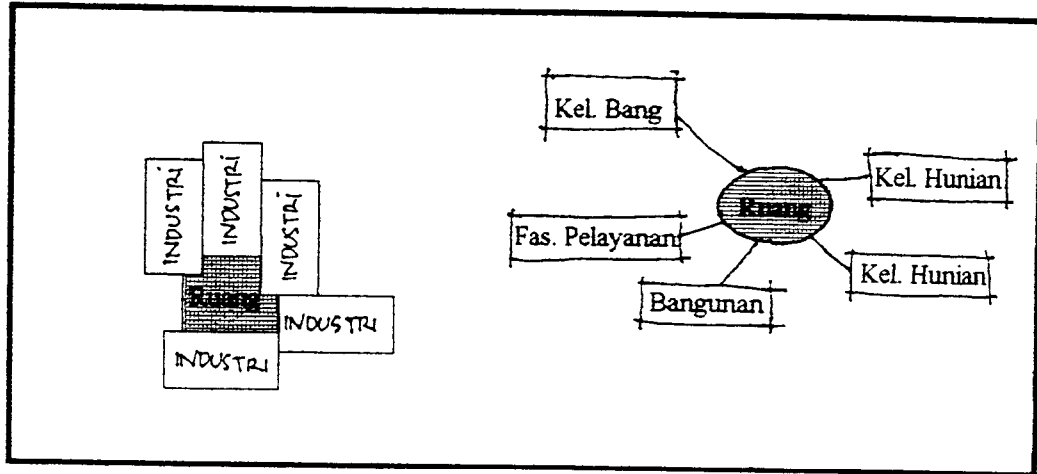 INDUSTRI
INDUSTRI
INDUSTRI
Ruang
INDUSTRI
INDUSTRI
Kel. Bang
Kel. Hunian
Ruang
Fas. Pelayanan
Kel. Hunian
Bangunan